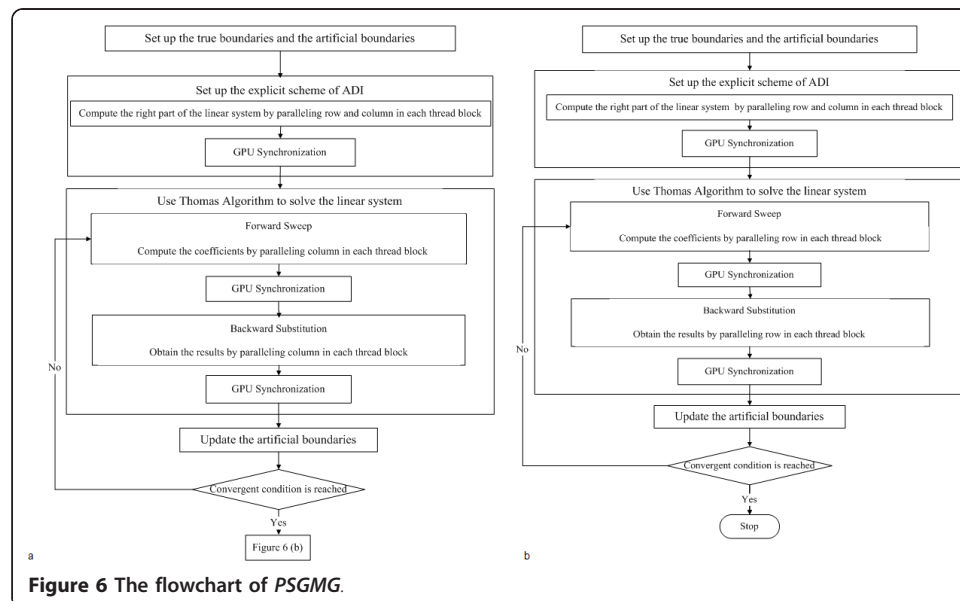 Set up the true boundaries and the artificial boundaries
Set up the explicit scheme of ADI
Compute the right part of the linear system by paralleling row and column in each thread block
GPU Synchronization
Use Thomas Algorithm to solve the linear system
Forward Sweep
Compute the coefficients by paralleling column in each thread block
GPU Synchronization
Backward Substitution
Obtain the results by paralleling column in each thread block
No
GPU Synchronization
Update the artificial boundaries
Convergent condition is reached
Yes
Figure 6 (b)
a
Set up the true boundaries and the artificial boundaries
Set up the explicit scheme of ADI
Compute the right part of the linear system by paralleling row and column in each thread block
GPU Synchronization
Use Thomas Algorithm to solve the linear system
Forward Sweep
Compute the coefficients by paralleling row in each thread block
GPU Synchronization
Backward Substitution
Obtain the results by paralleling row in each thread block
No
GPU Synchronization
Update the artificial boundaries
Convergent condition is reached
Yes
Stop
b
Figure 6 The flowchart of PSGMG.